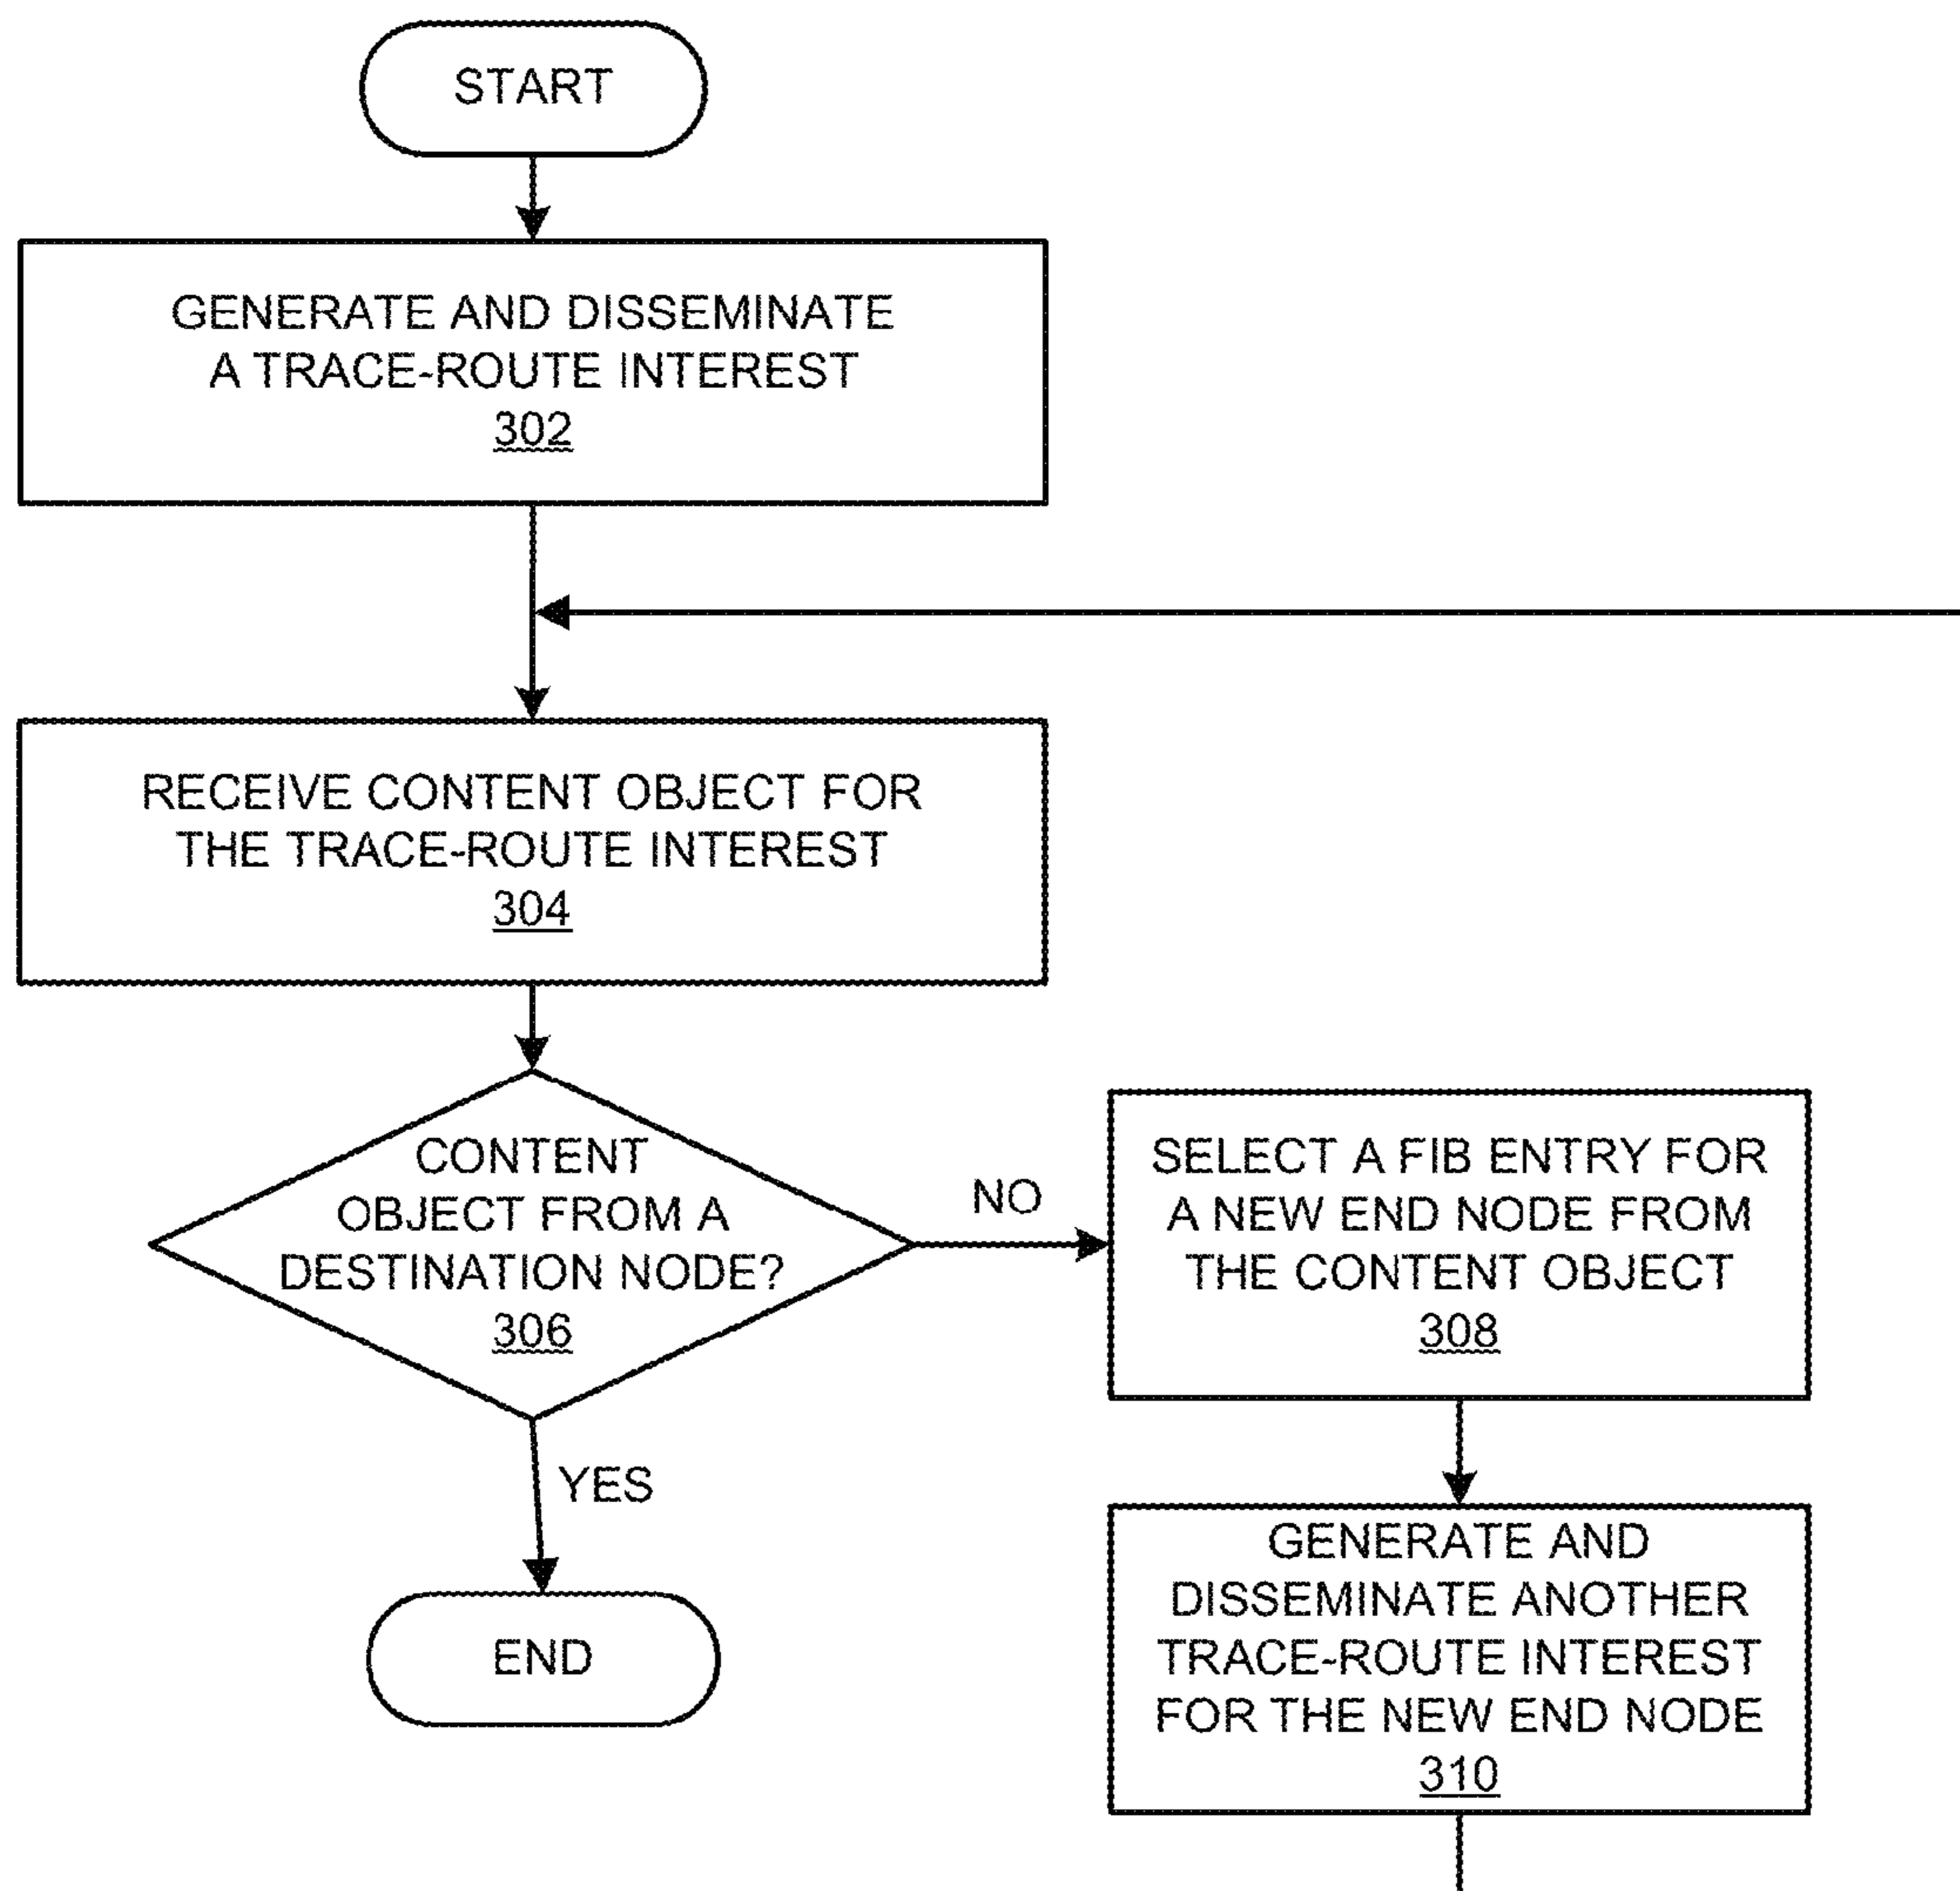 START
GENERATE AND DISSEMINATE
A TRACE-ROUTE INTEREST
302
RECEIVE CONTENT OBJECT FOR
THE TRACE-ROUTE INTEREST
304
CONTENT
OBJECT FROM A
DESTINATION NODE?
306
NO
SELECT A FIB ENTRY FOR
A NEW END NODE FROM
THE CONTENT OBJECT
308
YES
GENERATE AND
DISSEMINATE ANOTHER
TRACE-ROUTE INTEREST
FOR THE NEW END NODE
310
END